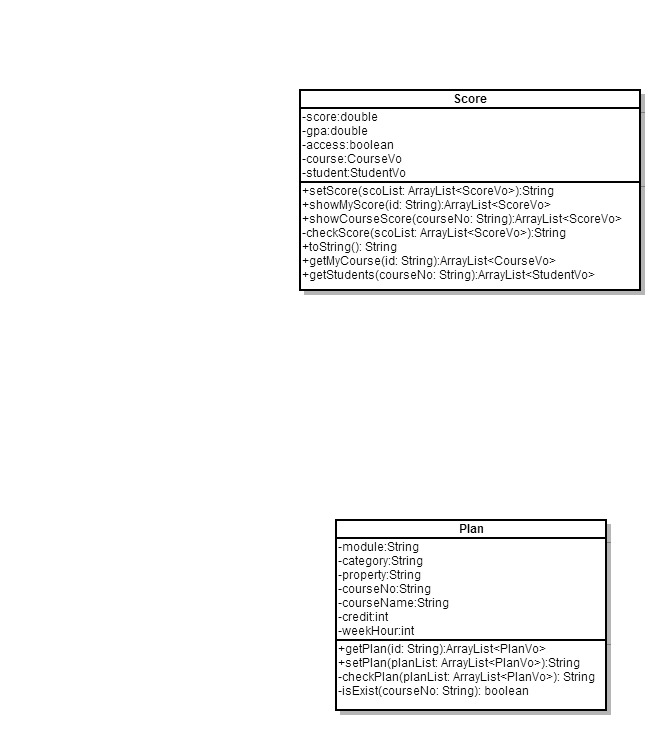 Score
-score:double
-gpa:double
-access:boolean
-course:CourseVo
-student:StudentVo
+setScore(scoList: ArrayList<ScoreVo>):String
+showMyScore(id: String):ArrayList<ScoreVo>
+showCourseScore(courseNo: String):ArrayList<ScoreVo>
-checkScore(scoList: ArrayList<ScoreVo>):String
+toString(): String
+getMyCourse(id: String):ArrayList<CourseVo>
+getStudents(courseNo: String):ArrayList<StudentVo>
Plan
-module:String
-category:String
-property:String
-courseNo:String
-courseName:String
-credit:int
-weekHour:int
+getPlan(id: String):ArrayList<PlanVo>
+setPlan(planList: ArrayList<PlanVo>):String
-checkPlan(planList: ArrayList<PlanVo>): String
-isExist(courseNo: String): boolean